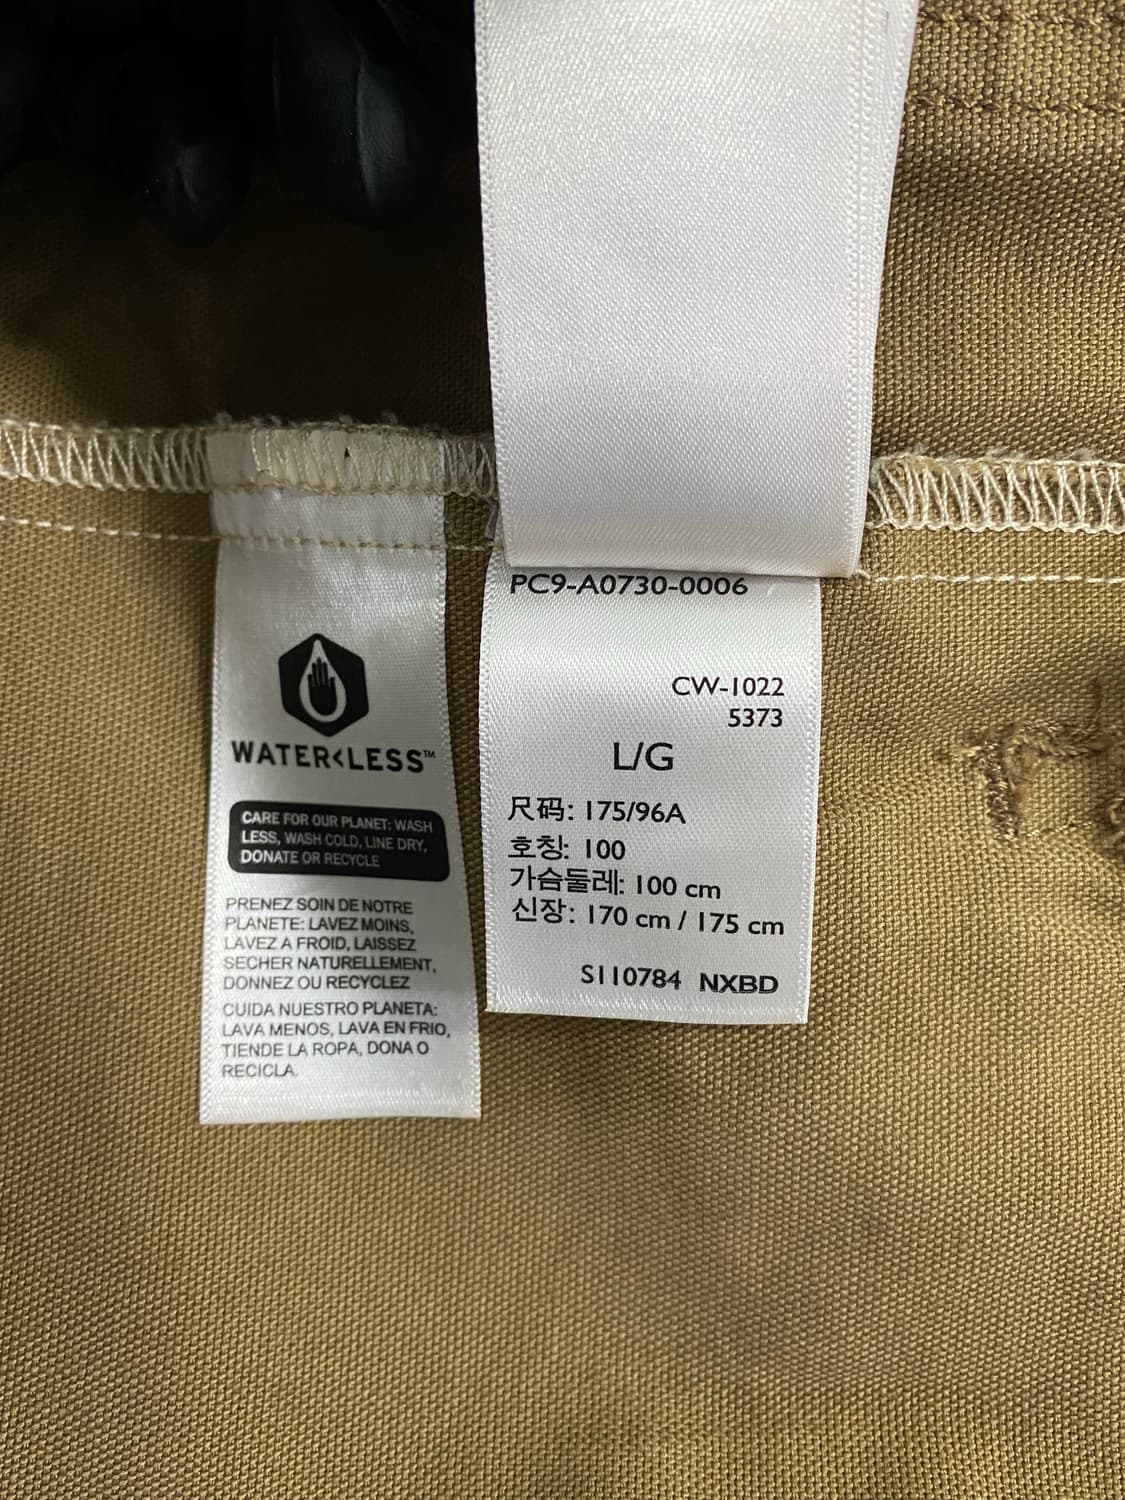 WATER<LESS™
CARE FOR OUR PLANET: WASH
LESS, WASH COLD, LINE DRY,
DONATE OR RECYCLE
PRENEZ SOIN DE NOTRE
PLANETE: LAVEZ MOINS,
LAVEZ A FROID, LAISSEZ
SECHER NATURELLEMENT,
DONNEZ OU RECYCLEZ
CUIDA NUESTRO PLANETA:
LAVA MENOS, LAVA EN FRIO,
TIENDE LA ROPA, DONA O
RECICLA.
PC9-A0730-0006
CW-1022
5373
L/G
尺码: 175/96A
호칭: 100
가슴둘레: 100 cm
신장: 170 cm / 175 cm
S110784 NXBD